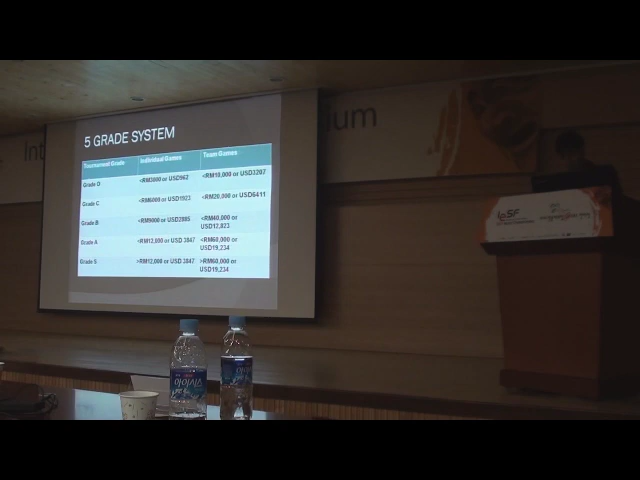 Int
ium
5 GRADE SYSTEM
Tournament Grade Individual Games Team Games
Grade D <RM3000 or USD962 <RM10,000 or USD3207
Grade C <RM6000 or USD1923 <RM20,000 or USD6411
Grade B <RM9000 or USD2885 <RM40,000 or USD12,823
Grade A <RM12,000 or USD 3847 <RM60,000 or USD19,234
Grade S >RM12,000 or USD 3847 >RM60,000 or USD19,234
SF
아이시스